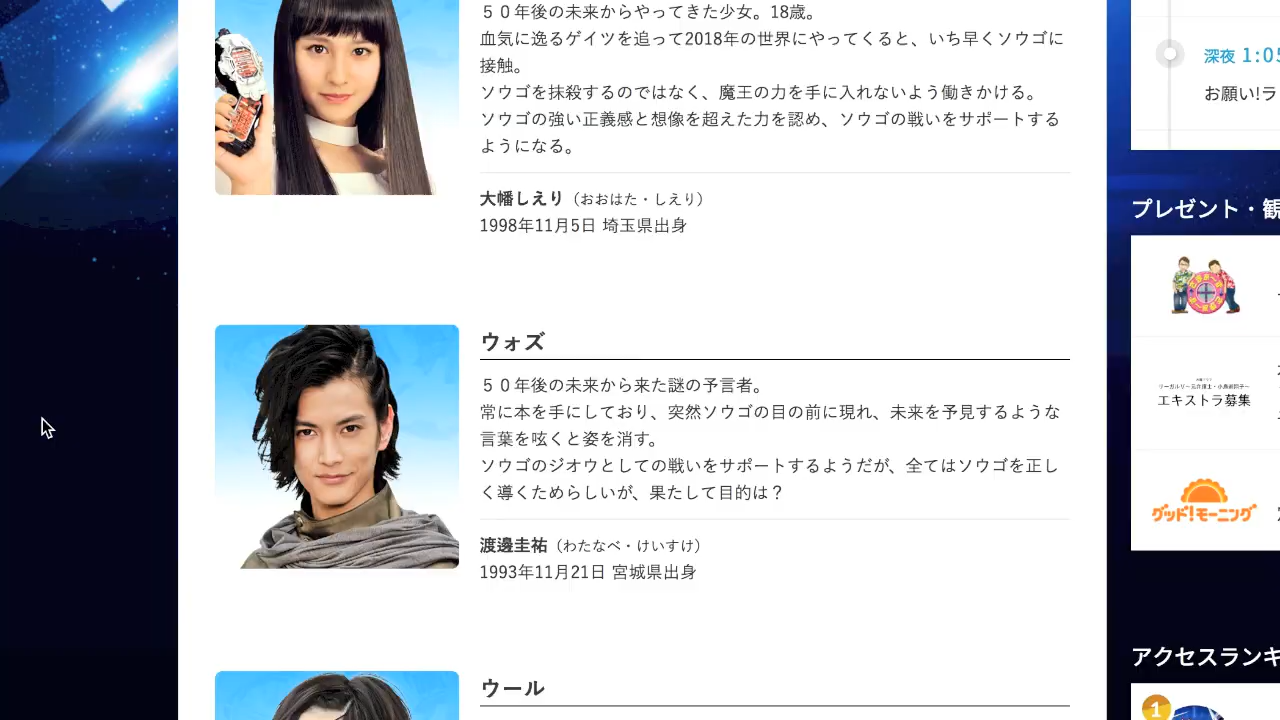 ５０年後の未来からやってきた少女。18歳。
血気に逸るゲイツを追って2018年の世界にやってくると、いち早くソウゴに
接触。
ソウゴを抹殺するのではなく、魔王の力を手に入れないよう働きかける。
ソウゴの強い正義感と想像を超えた力を認め、ソウゴの戦いをサポートする
ようになる。
大幡しえり（おおはた・しえり）
1998年11月5日 埼玉県出身
ウォズ
５０年後の未来から来た謎の予言者。
常に本を手にしており、突然ソウゴの目の前に現れ、未来を予見するような
言葉を呟くと姿を消す。
ソウゴのジオウとしての戦いをサポートするようだが、全てはソウゴを正し
く導くためらしいが、果たして目的は？
渡邊圭祐（わたなべ・けいすけ）
1993年11月21日 宮城県出身
ウール
深夜 1:05
お願い!ラ
プレゼント・観
エキストラ募集
グッド!モーニング
アクセスランキ
1